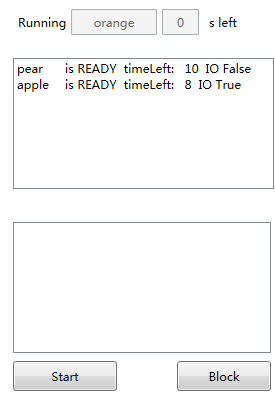 Running orange 0 s left
pear is READY timeLeft: 10 IO False
apple is READY timeLeft: 8 IO True
Start Block